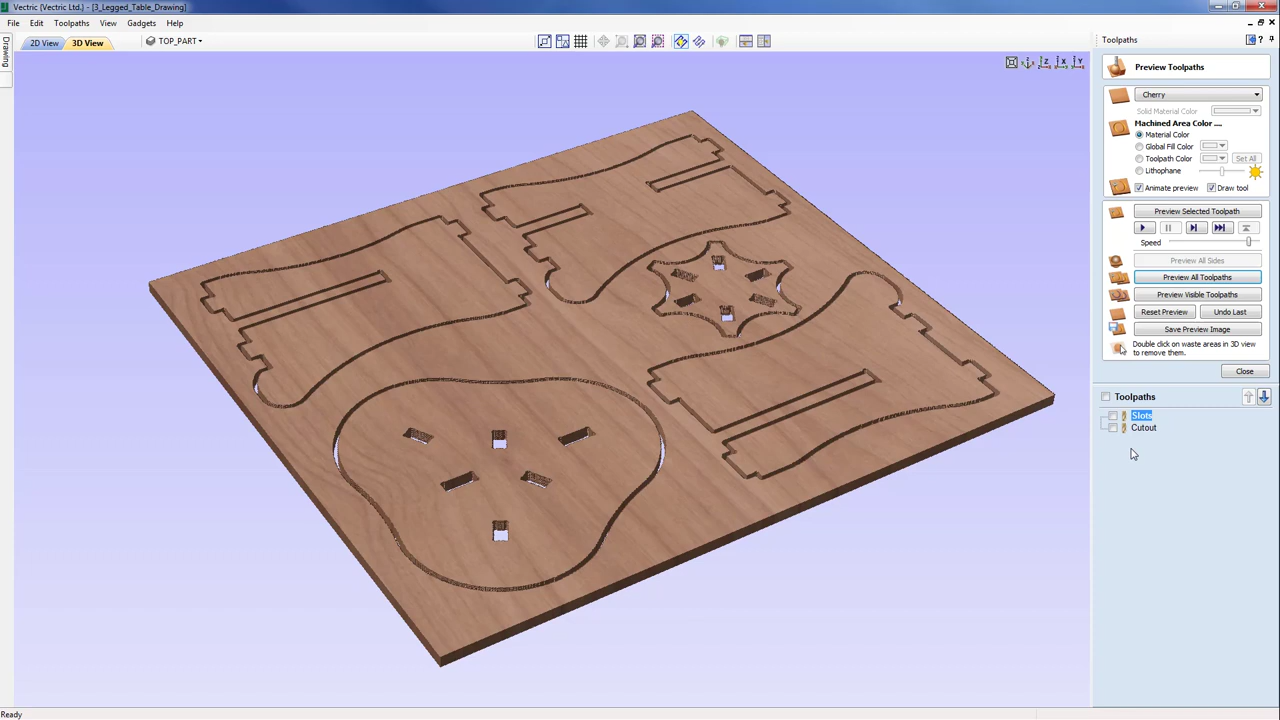 Vectric (Vectric Ltd.) - [3_Legged_Table_Drawing]
File Edit Toolpaths View Gadgets Help
2D View 3D View TOP_PART
Drawing
Z X Y
Toolpaths
?
Preview Toolpaths
Cherry
Solid Material Color
Machined Area Color ....
Material Color
Global Fill Color
Toolpath Color Set All
Lithophane
Animate preview Draw tool
Preview Selected Toolpath
Speed
Preview All Sides
Preview All Toolpaths
Preview Visible Toolpaths
Reset Preview Undo Last
Save Preview Image
Double click on waste areas in 3D view
to remove them.
Close
Toolpaths
Slots
Cutout
Ready